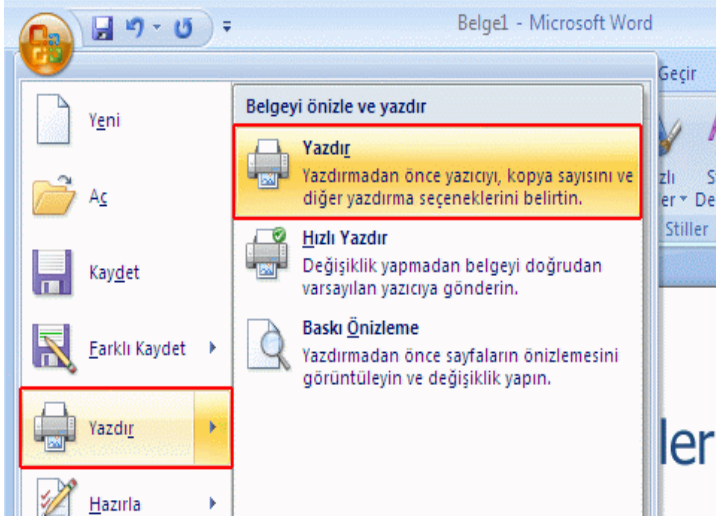 Belge1 - Microsoft Word
Geçir
Yeni
Aç
Kaydet
Farklı Kaydet
Yazdır
Hazırla
Belgeyi önizle ve yazdır
Yazdır
Yazdırmadan önce yazıcıyı, kopya sayısını ve
diğer yazdırma seçeneklerini belirtin.
Hızlı Yazdır
Değişiklik yapmadan belgeyi doğrudan
varsayılan yazıcıya gönderin.
Baskı Önizleme
Yazdırmadan önce sayfaların önizlemesini
görüntüleyin ve değişiklik yapın.
Stiller
ler